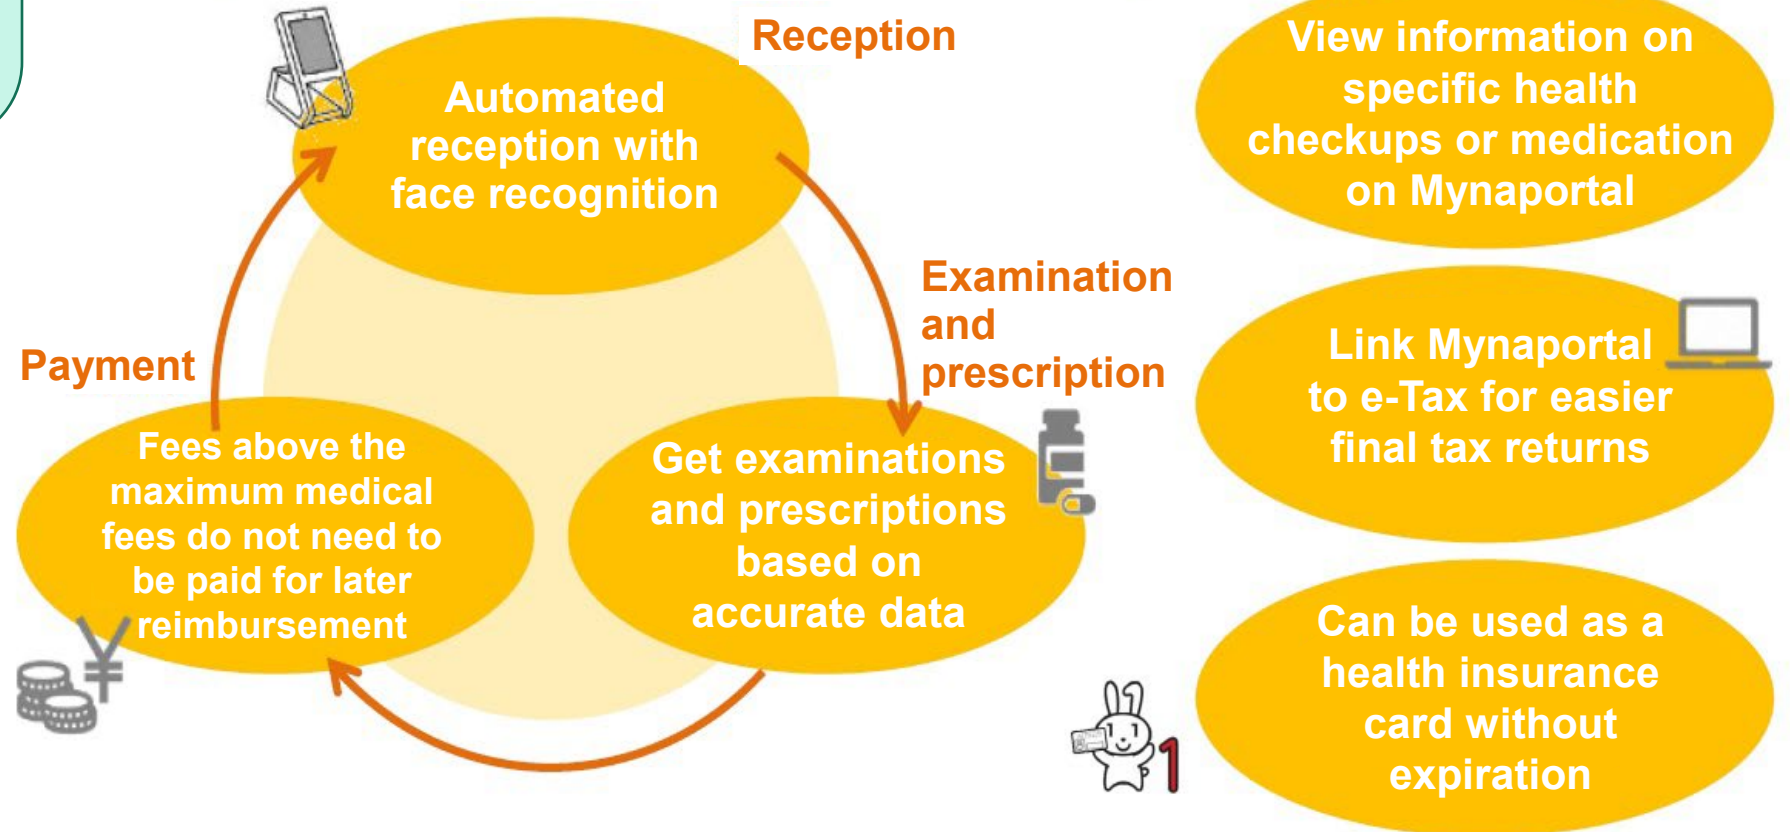 Reception
Automated
reception with
face recognition
Examination
and
prescription
Payment
Fees above the
maximum medical
fees do not need to
be paid for later
reimbursement
¥
Get examinations
and prescriptions
based on
accurate data
View information on
specific health
checkups or medication
on Mynaportal
Link Mynaportal
to e-Tax for easier
final tax returns
Can be used as a
health insurance
card without
expiration
1